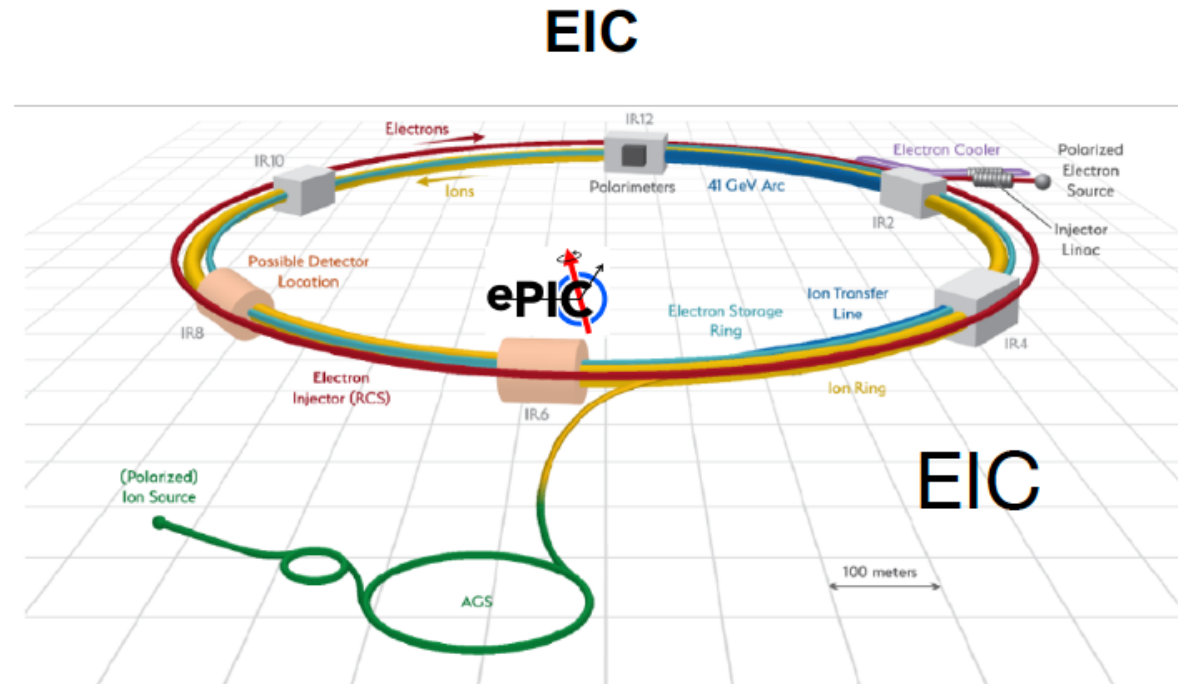 EIC
IR12
Electrons
IR10
Ions
Polarimeters
41 GeV Arc
Electron Cooler
Polarized
Electron
Source
IR2
Injector
Linac
Possible Detector
Location
ePIC
Ion Transfer
Line
Electron Storage
Ring
IR8
IR4
Electron
Injector (RCS)
Ion Ring
IR6
(Polarized)
Ion Source
EIC
100 meters
AGS